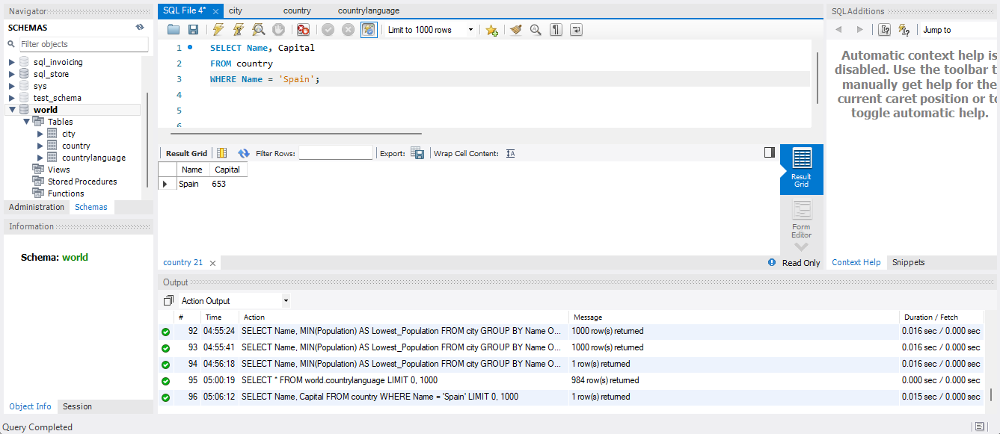 Navigator
SCHEMAS
Filter objects
sql_invoicing
sql_store
sys
test_schema
world
Tables
city
country
countrylanguage
Views
Stored Procedures
Functions
Administration Schemas
Information
Schema: world
Object Info Session
Query Completed
SQL File 4* city country countrylanguage
Limit to 1000 rows
1 SELECT Name, Capital
2 FROM country
3 WHERE Name = 'Spain';
4
5
6
Result Grid Filter Rows: Export: Wrap Cell Content:
Name Capital
Spain 653
Result
Grid
Form
Editor
country 21 Read Only
Output
Action Output
# Time Action Message Duration / Fetch
92 04:55:24 SELECT Name, MIN(Population) AS Lowest_Population FROM city GROUP BY Name O... 1000 row(s) returned 0.016 sec / 0.000 sec
93 04:55:41 SELECT Name, MIN(Population) AS Lowest_Population FROM city GROUP BY Name O... 1000 row(s) returned 0.016 sec / 0.000 sec
94 04:56:18 SELECT Name, MIN(Population) AS Lowest_Population FROM city GROUP BY Name O... 1 row(s) returned 0.016 sec / 0.000 sec
95 05:00:19 SELECT * FROM world.countrylanguage LIMIT 0, 1000 984 row(s) returned 0.000 sec / 0.000 sec
96 05:06:12 SELECT Name, Capital FROM country WHERE Name = 'Spain' LIMIT 0, 1000 1 row(s) returned 0.015 sec / 0.000 sec
SQLAdditions
Jump to
Automatic context help is
disabled. Use the toolbar t
manually get help for the
current caret position or to
toggle automatic help.
Context Help Snippets